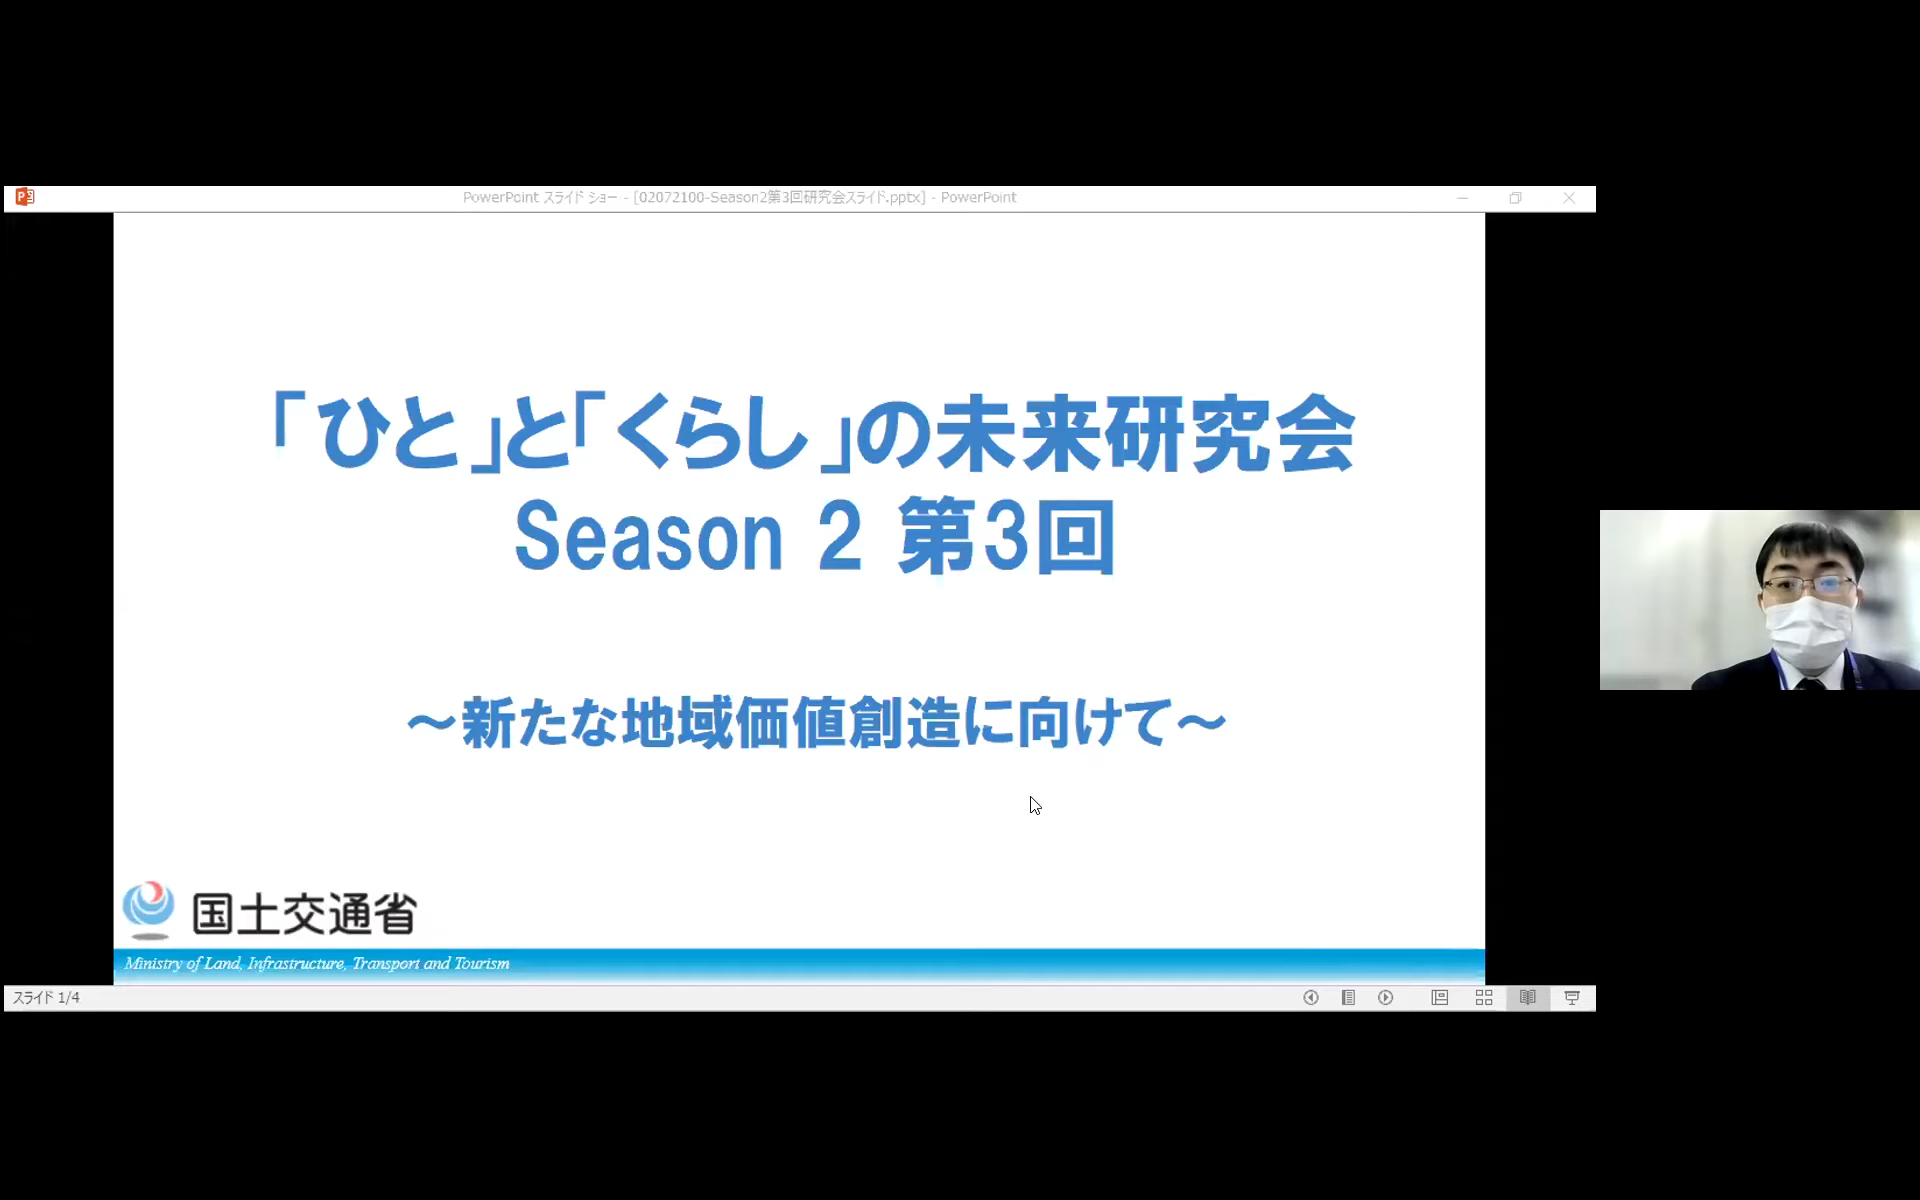 PowerPoint スライド ショー - [02072100-Season2第3回研究会スライド.pptx] - PowerPoint
「ひと」と「くらし」の未来研究会
Season 2 第3回
～新たな地域価値創造に向けて～
国土交通省
Ministry of Land, Infrastructure, Transport and Tourism
スライド 1/4